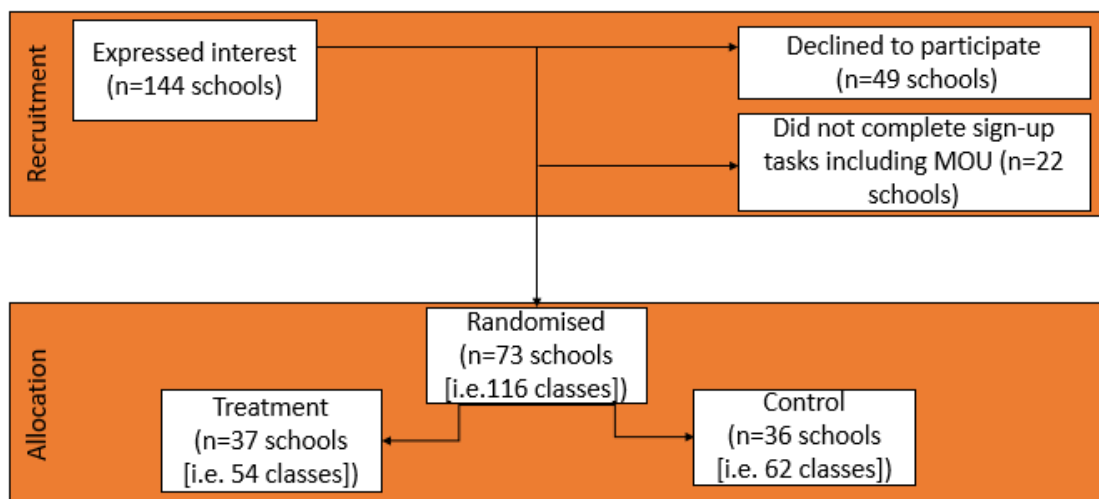 Recruitment
Expressed interest
(n=144 schools)
Declined to participate
(n=49 schools)
Did not complete sign-up
tasks including MOU (n=22
schools)
Allocation
Randomised
(n=73 schools
[i.e.116 classes])
Treatment
(n=37 schools
[i.e. 54 classes])
Control
(n=36 schools
[i.e. 62 classes])